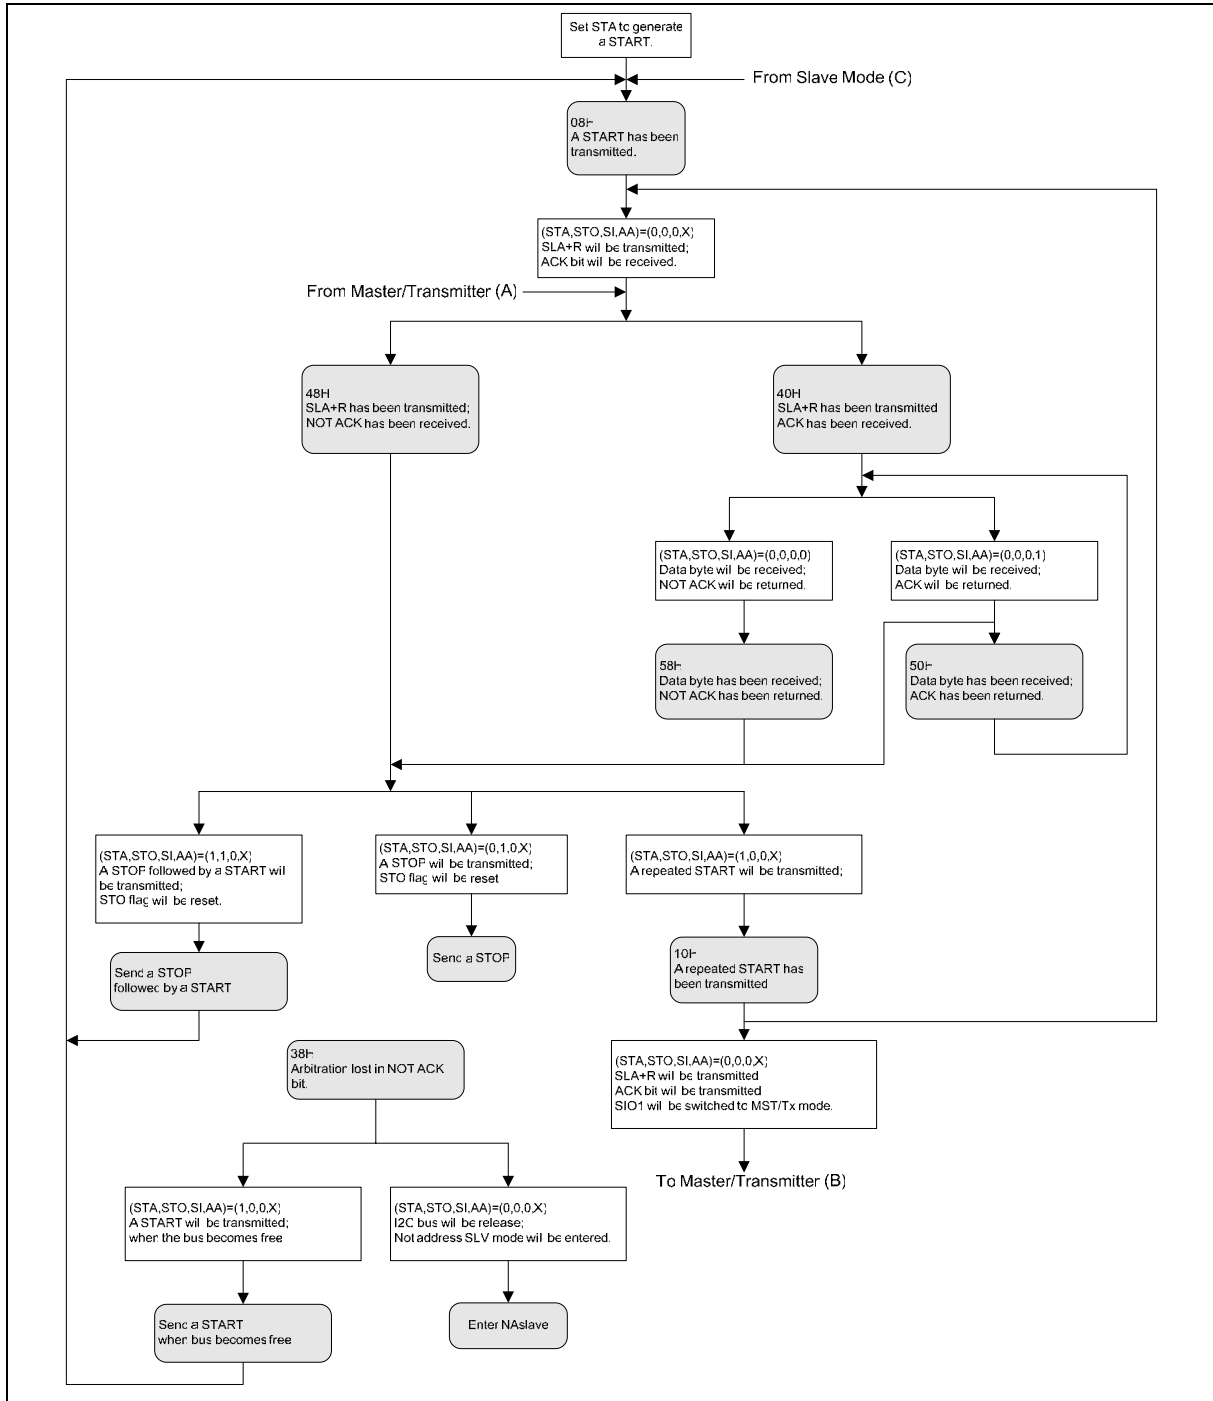 Set STA to generate
a START.
From Slave Mode (C)
08H
A START has been
transmitted.
(STA,STO,SI,AA)=(0,0,0,X)
SLA+R will be transmitted;
ACK bit will be received.
From Master/Transmitter (A)
48H
SLA+R has been transmitted;
NOT ACK has been received.
40H
SLA+R has been transmitted
ACK has been received.
(STA,STO,SI,AA)=(0,0,0,0)
Data byte will be received;
NOT ACK will be returned.
(STA,STO,SI,AA)=(0,0,0,1)
Data byte will be received;
ACK will be returned.
58H
Data byte has been received;
NOT ACK has been returned.
50H
Data byte has been received;
ACK has been returned.
(STA,STO,SI,AA)=(1,1,0,X)
A STOP followed by a START will
be transmitted;
STO flag will be reset.
(STA,STO,SI,AA)=(0,1,0,X)
A STOP will be transmitted;
STO flag will be reset
(STA,STO,SI,AA)=(1,0,0,X)
A repeated START will be transmitted;
Send a STOP
followed by a START
Send a STOP
10H
A repeated START has
been transmitted
38H
Arbitration lost in NOT ACK
bit.
(STA,STO,SI,AA)=(0,0,0,X)
SLA+R will be transmitted
ACK bit will be transmitted
SIO1 will be switched to MST/Tx mode.
To Master/Transmitter (B)
(STA,STO,SI,AA)=(1,0,0,X)
A START will be transmitted;
when the bus becomes free
(STA,STO,SI,AA)=(0,0,0,X)
I2C bus will be release;
Not address SLV mode will be entered.
Send a START
when bus becomes free
Enter NAslave